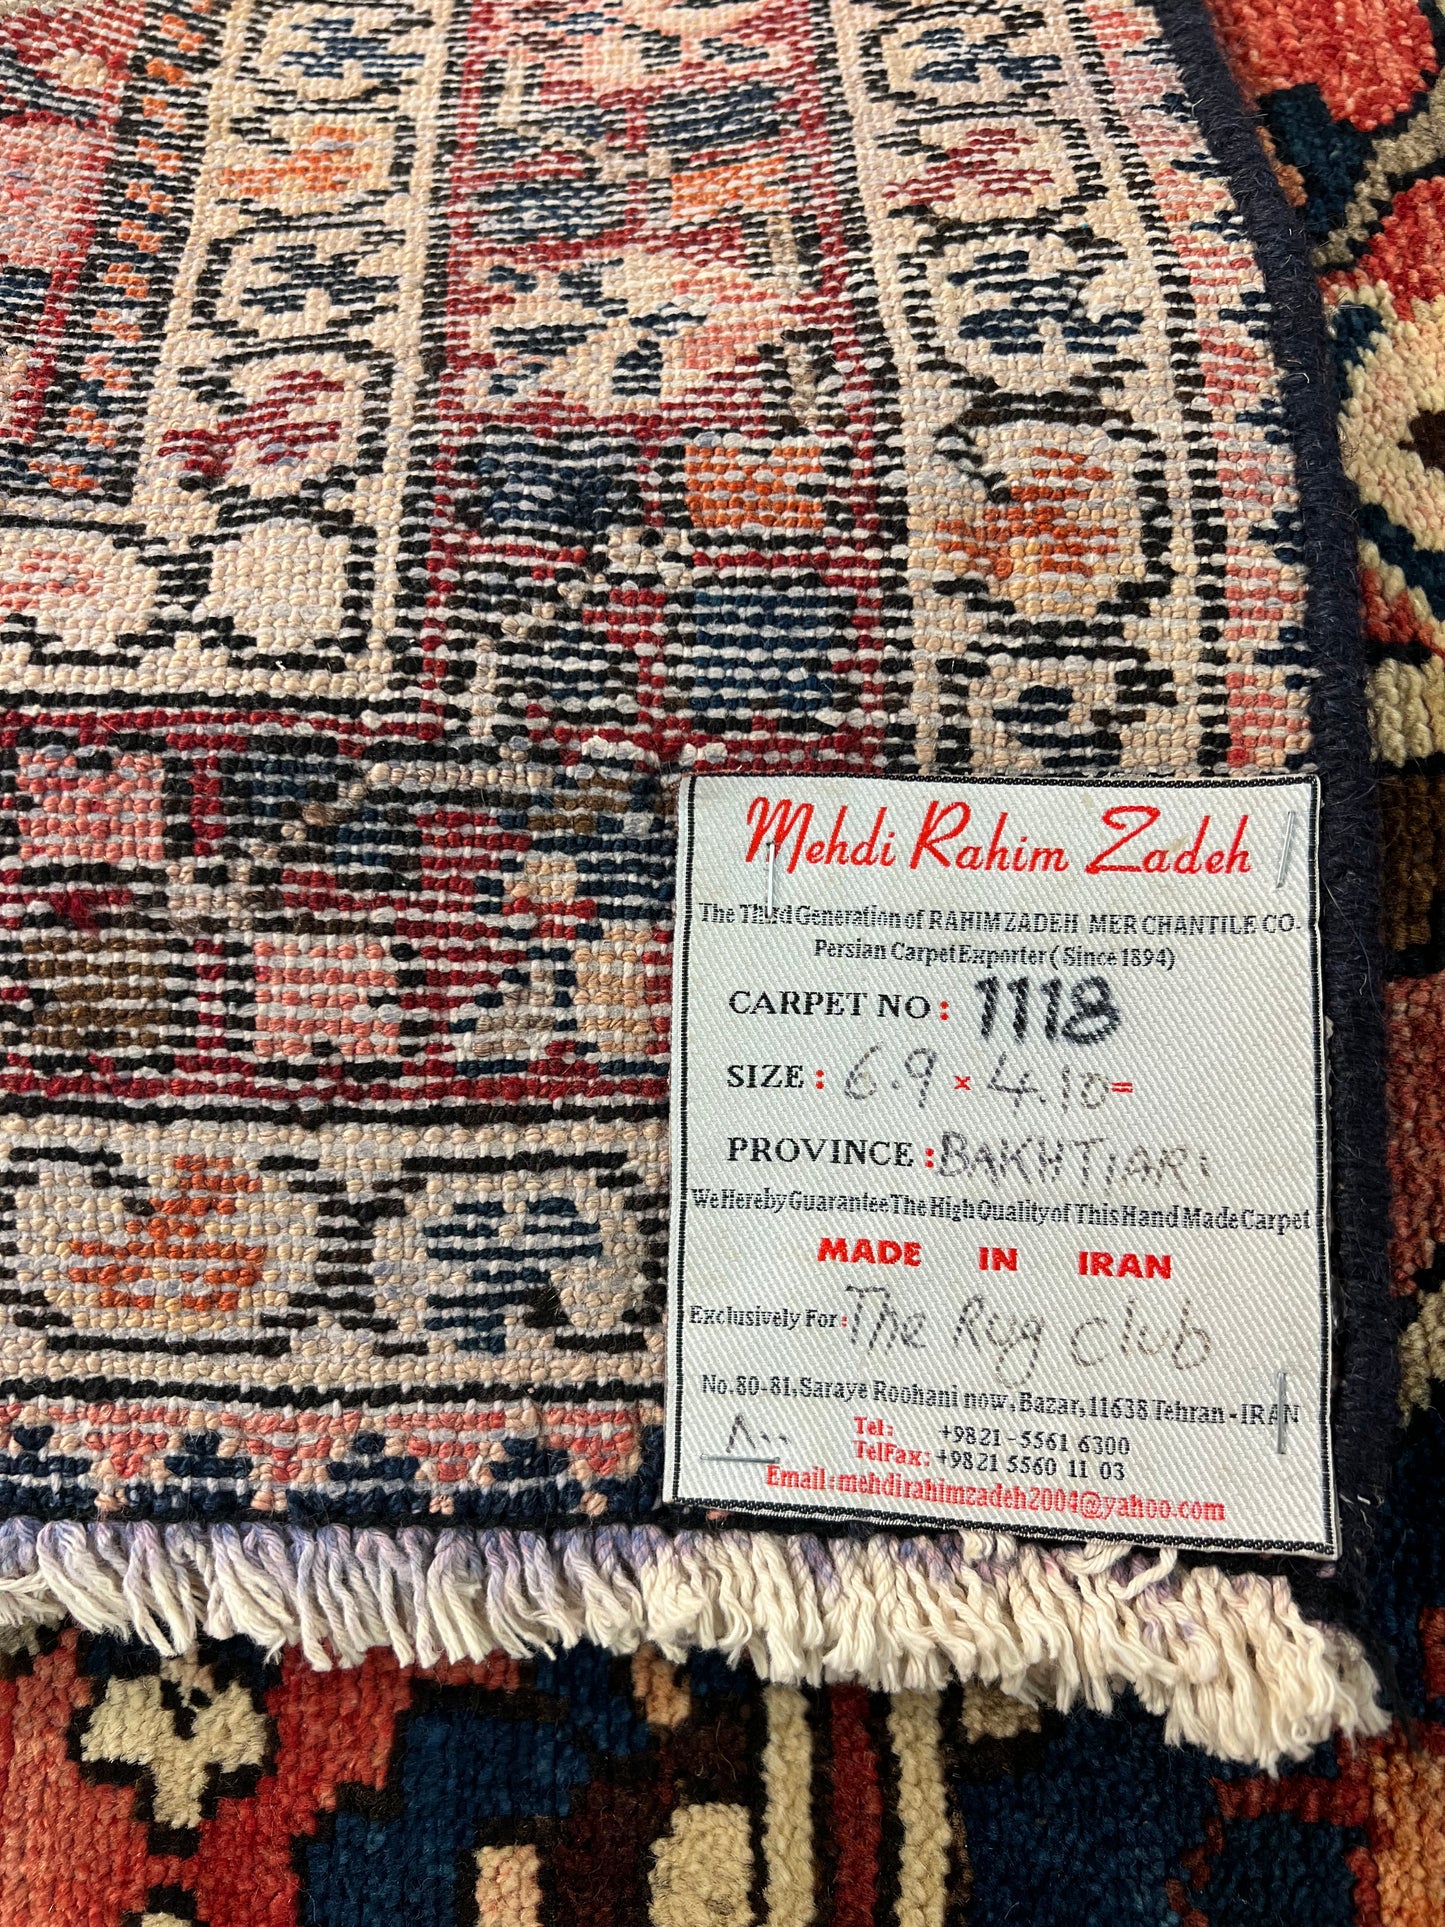 Mehdi Rahim Zadeh
The Third Generation of RAHIMZADEH MERCHANTILE CO.
Persian Carpet Exporter ( Since 1894)
CARPET NO : 1118
SIZE : 6.9 x 4.10 =
PROVINCE : BAKHTIARI
We Hereby Guarantee The High Quality of This Hand Made Carpet
MADE IN IRAN
Exclusively For: The Rug Club
No.80-81,Saraye Roohani now,Bazar,11638 Tehran-IRAN
Tel: +9821-5561 6300
TelFax: +9821 5560 11 03
۸۰۰
Email:mehdirahimzadeh2004@yahoo.com